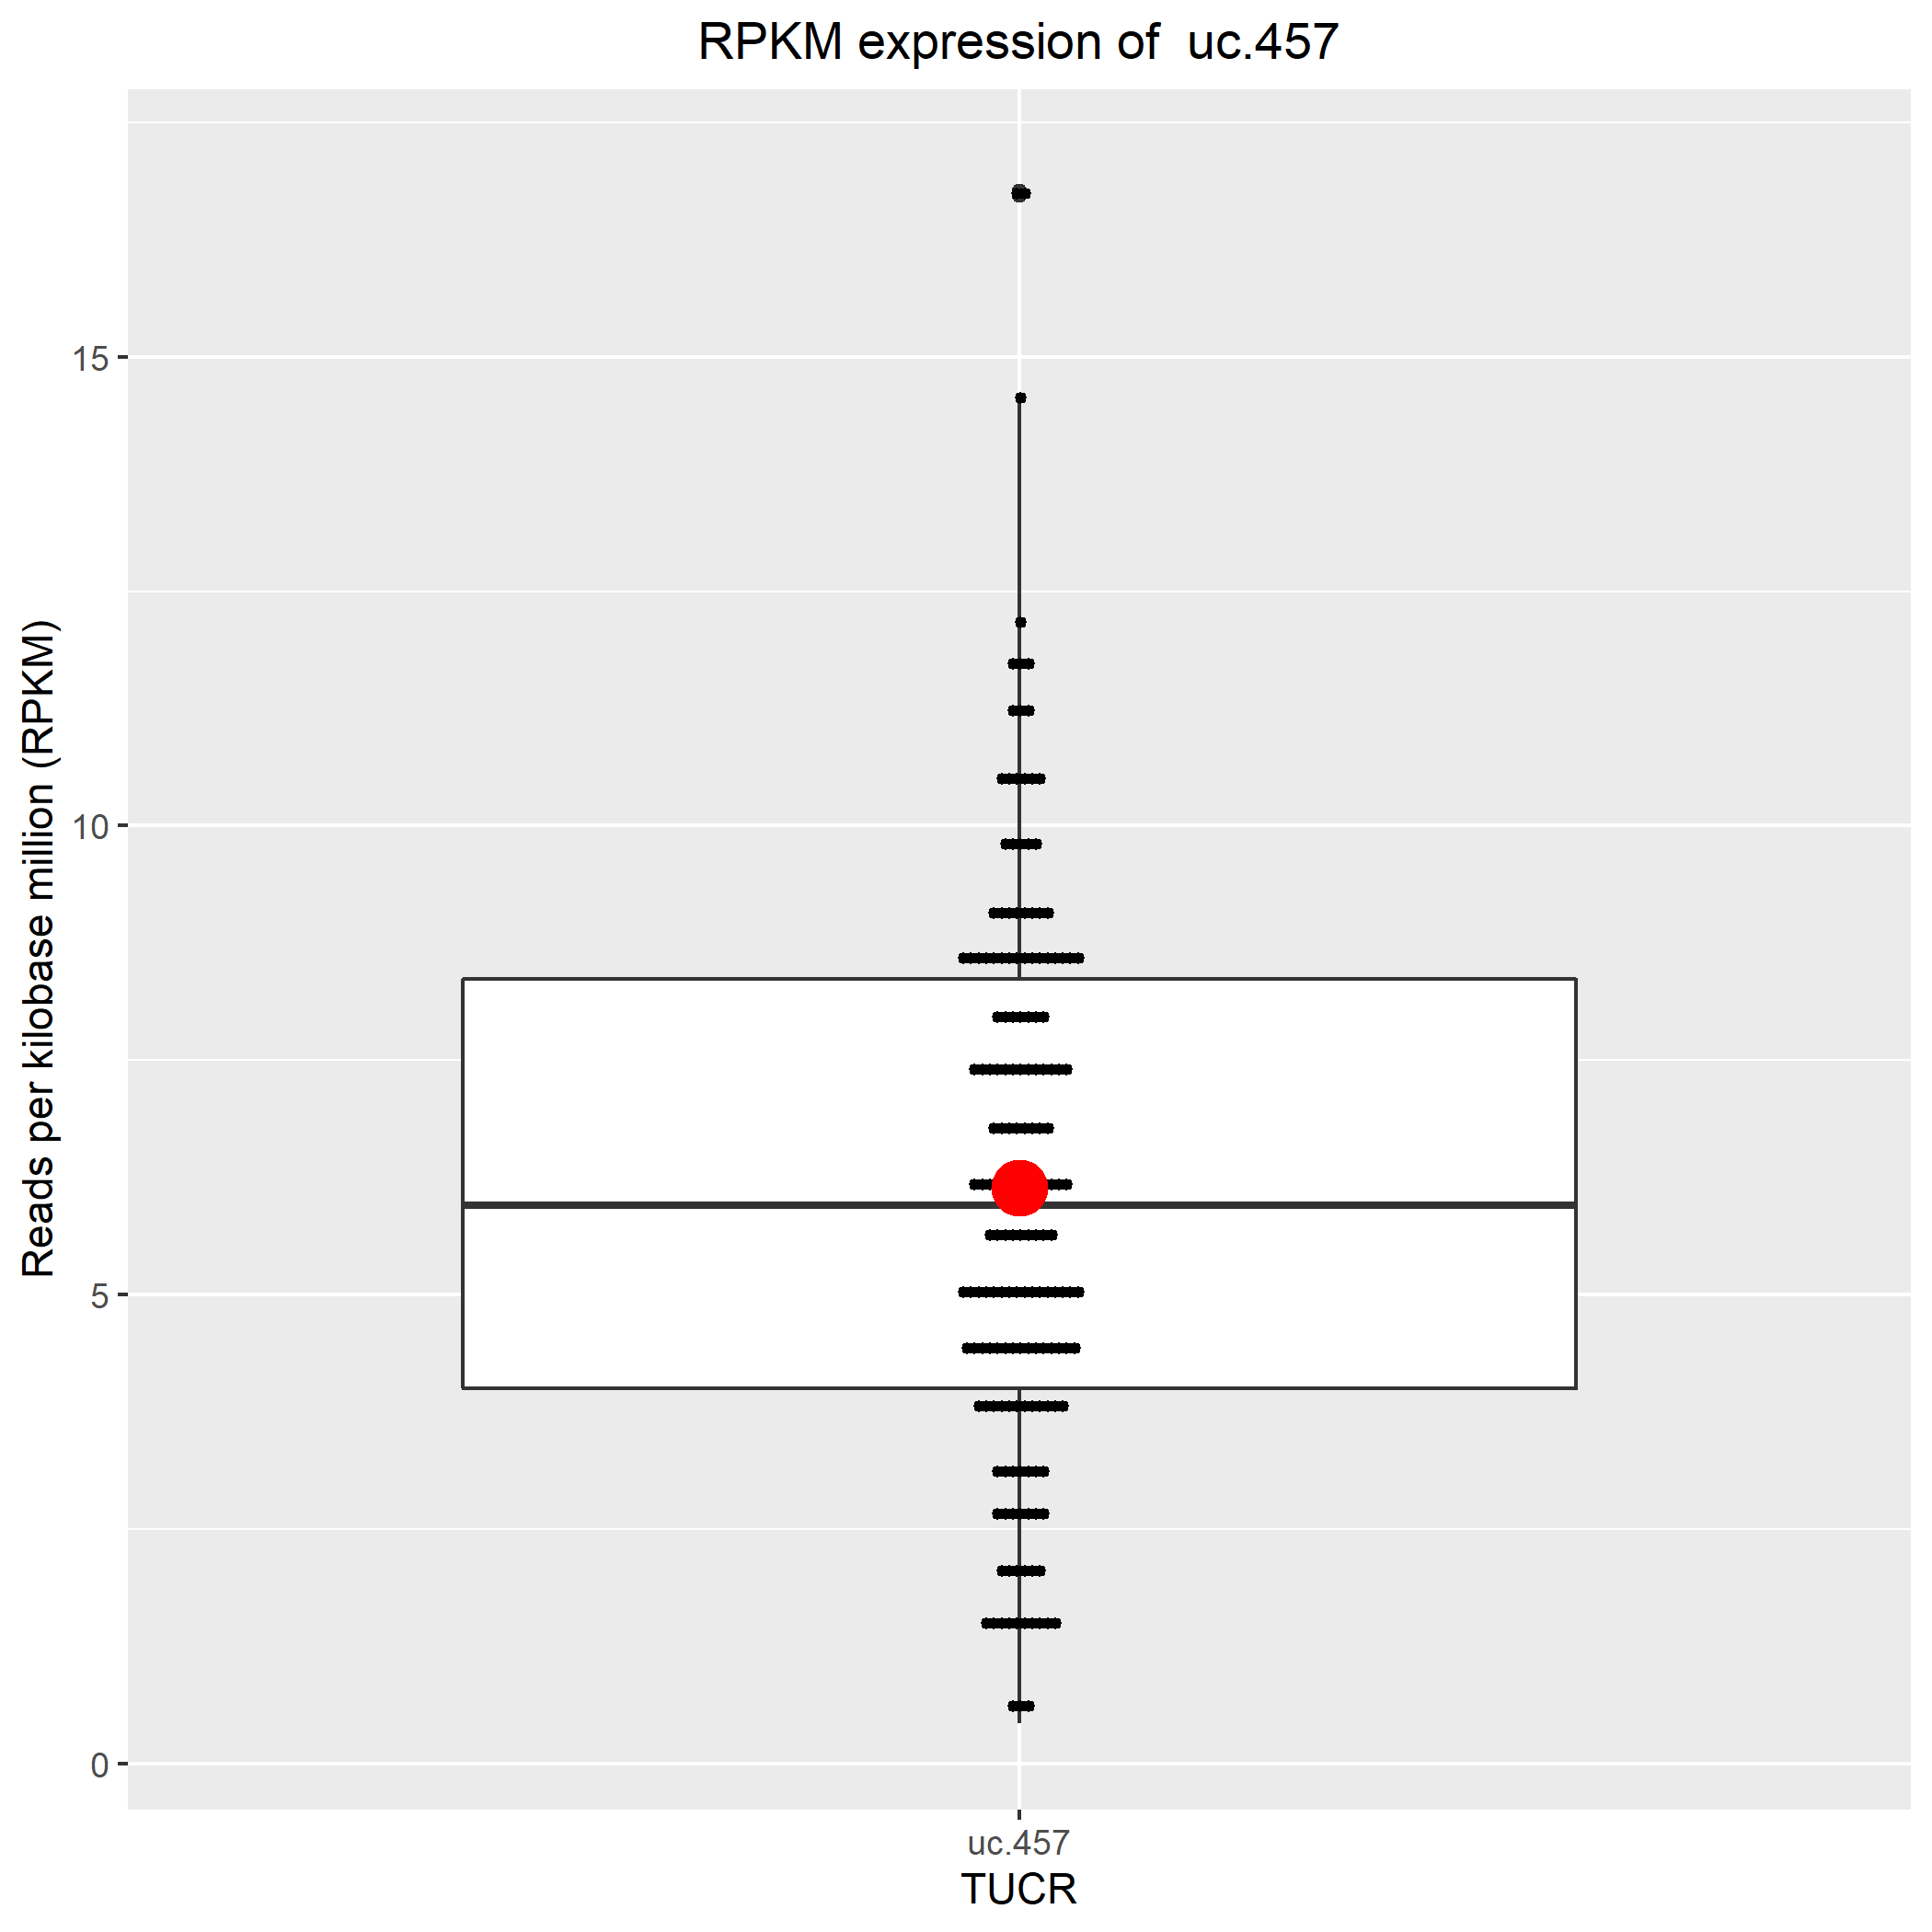 RPKM expression of  uc.457
Reads per kilobase million (RPKM)
15
10
5
0
uc.457
TUCR